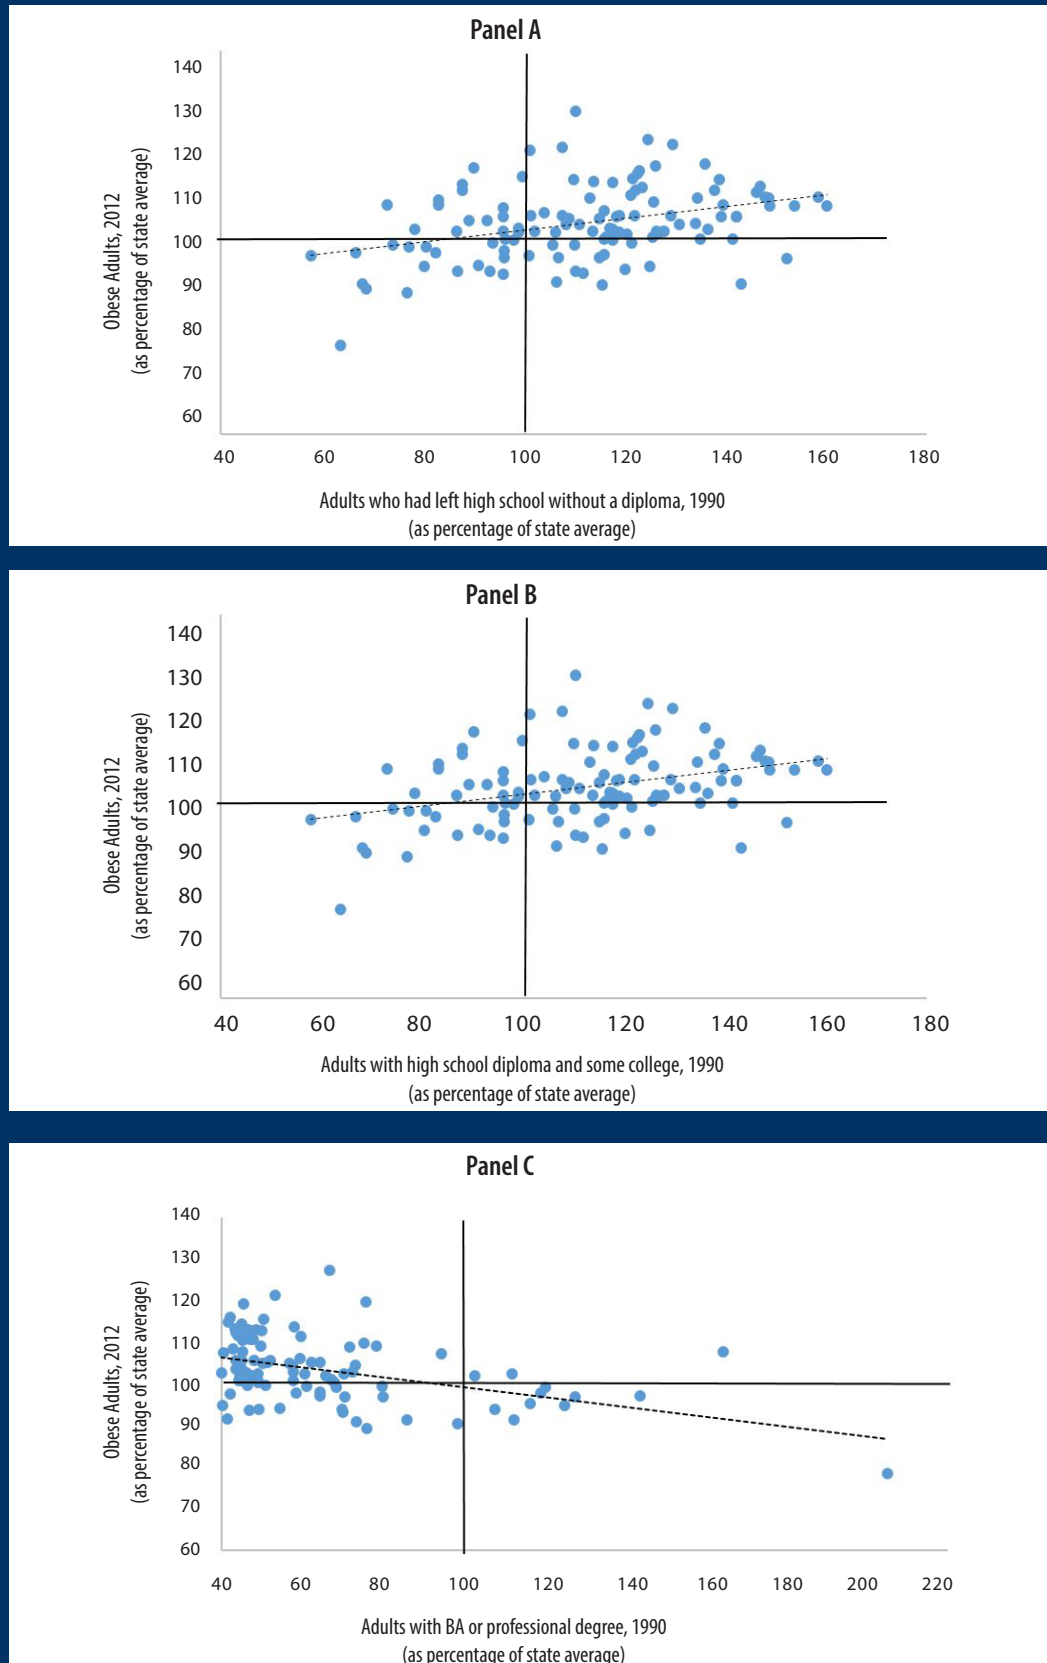 Panel A
140
130
120
110
100
90
80
70
60
Obese Adults, 2012
(as percentage of state average)
40 60 80 100 120 140 160 180
Adults who had left high school without a diploma, 1990
(as percentage of state average)
Panel B
140
130
120
110
100
90
80
70
60
Obese Adults, 2012
(as percentage of state average)
40 60 80 100 120 140 160 180
Adults with high school diploma and some college, 1990
(as percentage of state average)
Panel C
140
130
120
110
100
90
80
70
60
Obese Adults, 2012
(as percentage of state average)
40 60 80 100 120 140 160 180 200 220
Adults with BA or professional degree, 1990
(as percentage of state average)